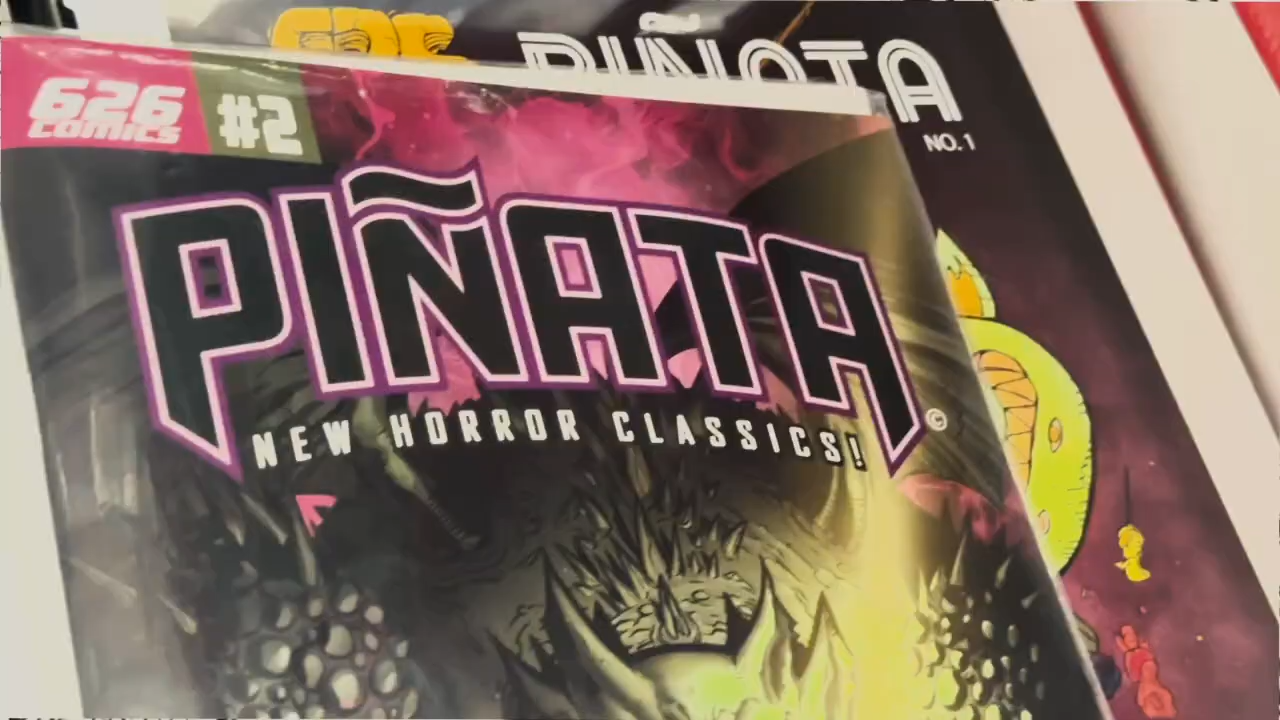 626
COMICS
#2
PIÑATA
NEW HORROR CLASSICS!
©
PIÑATA
NO.1